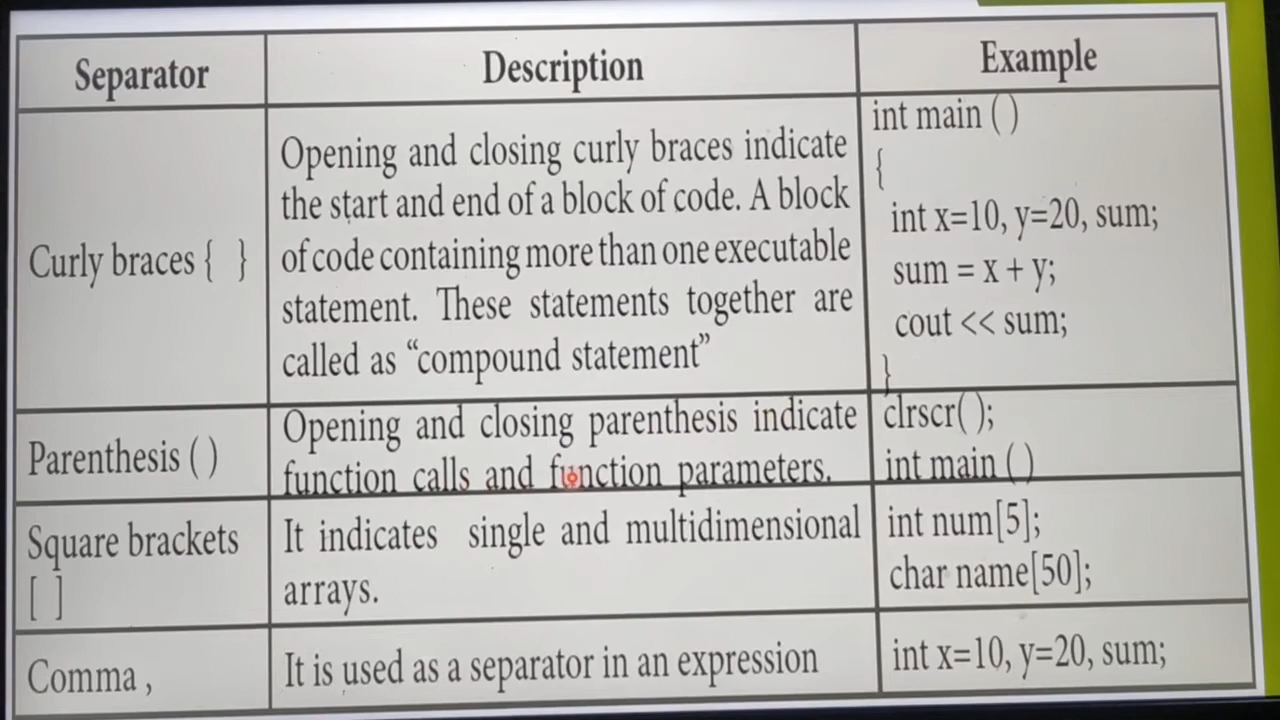 Separator
Description
Example
Curly braces { }
Opening and closing curly braces indicate
the start and end of a block of code. A block
of code containing more than one executable
statement. These statements together are
called as “compound statement”
int main ( )
{
int x=10, y=20, sum;
sum = x + y;
cout << sum;
}
Parenthesis ( )
Opening and closing parenthesis indicate
function calls and function parameters.
clrscr( );
int main ( )
Square brackets
[ ]
It indicates single and multidimensional
arrays.
int num[5];
char name[50];
Comma ,
It is used as a separator in an expression
int x=10, y=20, sum;